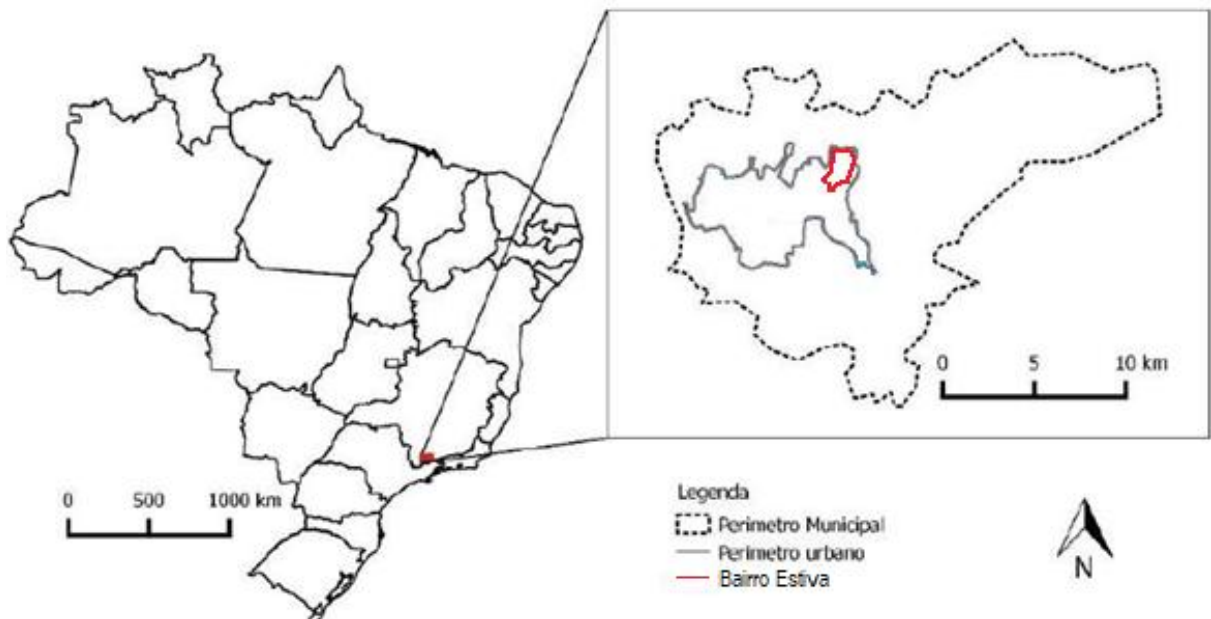 0 5 10 km
0 500 1000 km
Legenda
Perimetro Municipal
Perimetro urbano
Bairro Estiva
N